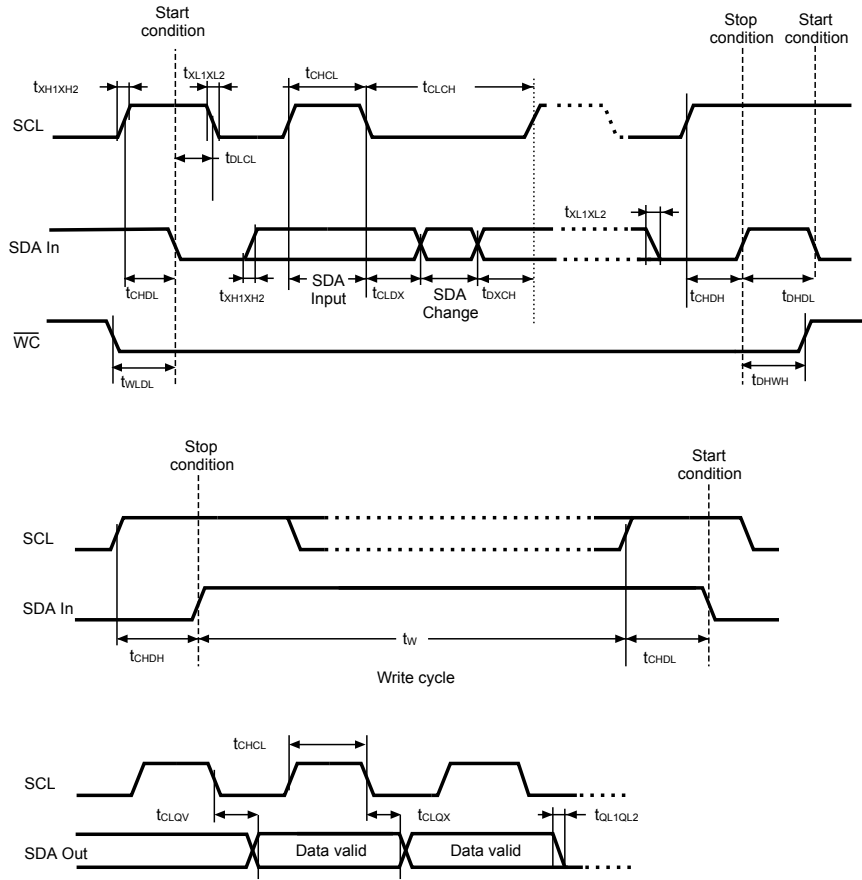 Start
condition
Stop
condition
Start
condition
tXH1XH2
tXL1XL2
tCHCL
tCLCH
SCL
tDLCL
tXL1XL2
SDA In
tCHDL
tXH1XH2
SDA
Input
tCLDX
SDA
Change
tDXCH
tCHDH
tDHDL
WC
tWLDL
tDHWH
Stop
condition
Start
condition
SCL
SDA In
tCHDH
tW
tCHDL
Write cycle
tCHCL
SCL
tCLQV
tCLQX
tQL1QL2
SDA Out
Data valid
Data valid